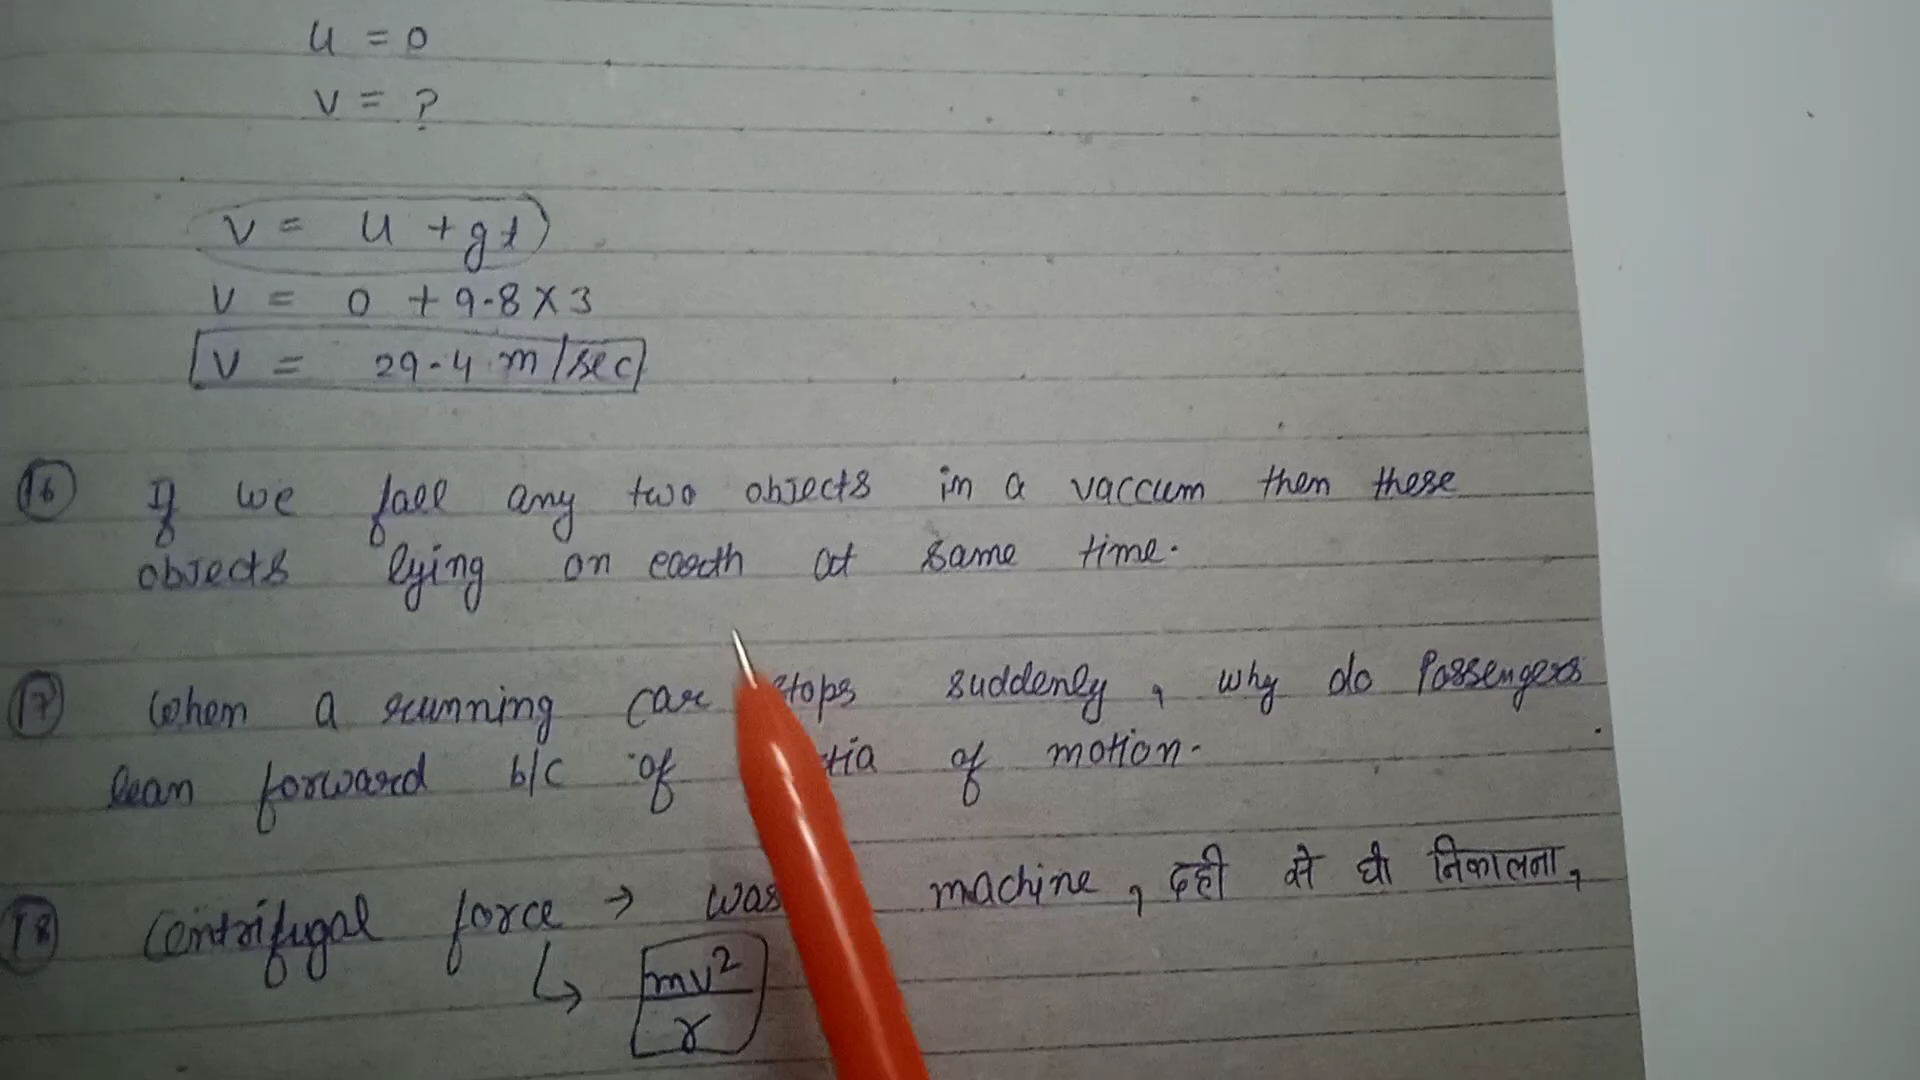 u = 0
v = ?
v = u + gt
v = 0 + 9.8 × 3
v = 29.4 m/sec
16 If we fall any two objects in a vaccum then these
objects lying on earth at same time.
17 When a running car stops suddenly, why do Passengers
lean forward b/c of tia of motion.
18 Centrifugal force → was machine, दही से घी निकालना,
↳ mv²
r